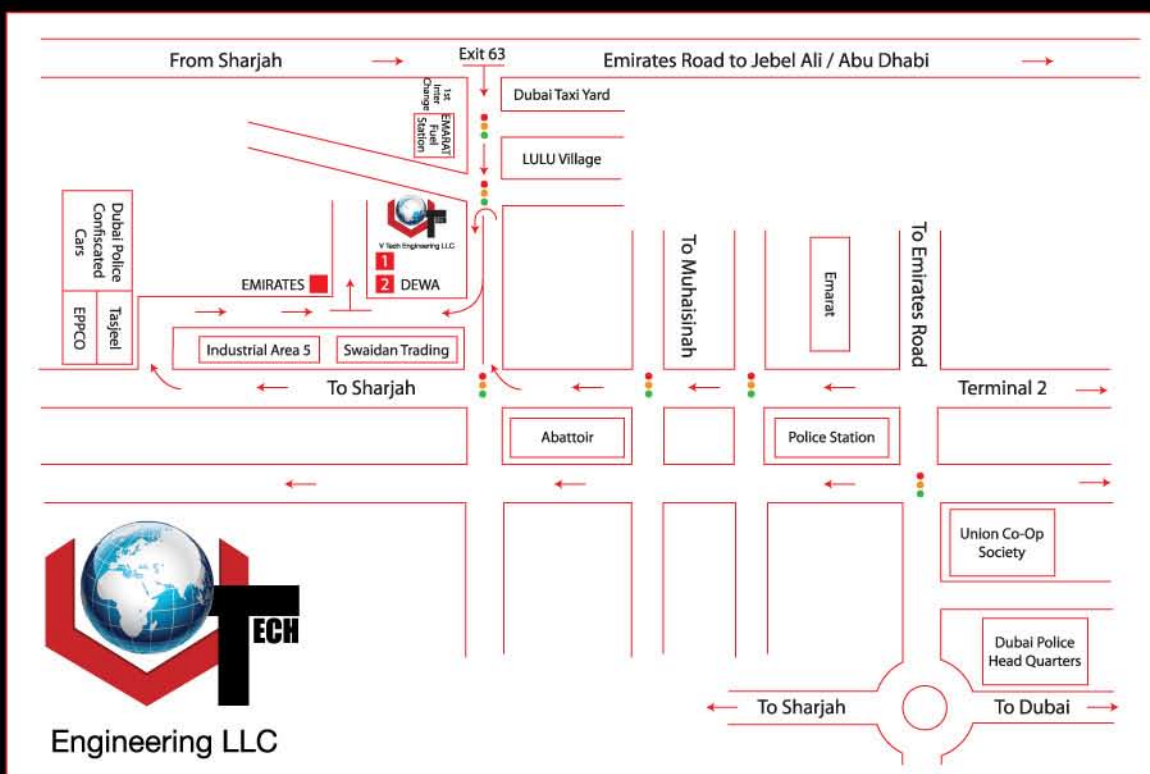 From Sharjah
Exit 63
Emirates Road to Jebel Ali / Abu Dhabi
1st
Inter
Change
EMARAT
Fuel
Station
Dubai Taxi Yard
LULU Village
TECH
V Tech Engineering LLC
1
2 DEWA
EMIRATES
Dubai Police
Confiscated
Cars
EPPCO
Tasjeel
Industrial Area 5
Swaidan Trading
To Sharjah
To Muhaisinah
Emarat
To Emirates Road
Terminal 2
Abattoir
Police Station
Union Co-Op
Society
Dubai Police
Head Quarters
To Sharjah
To Dubai
TECH
Engineering LLC